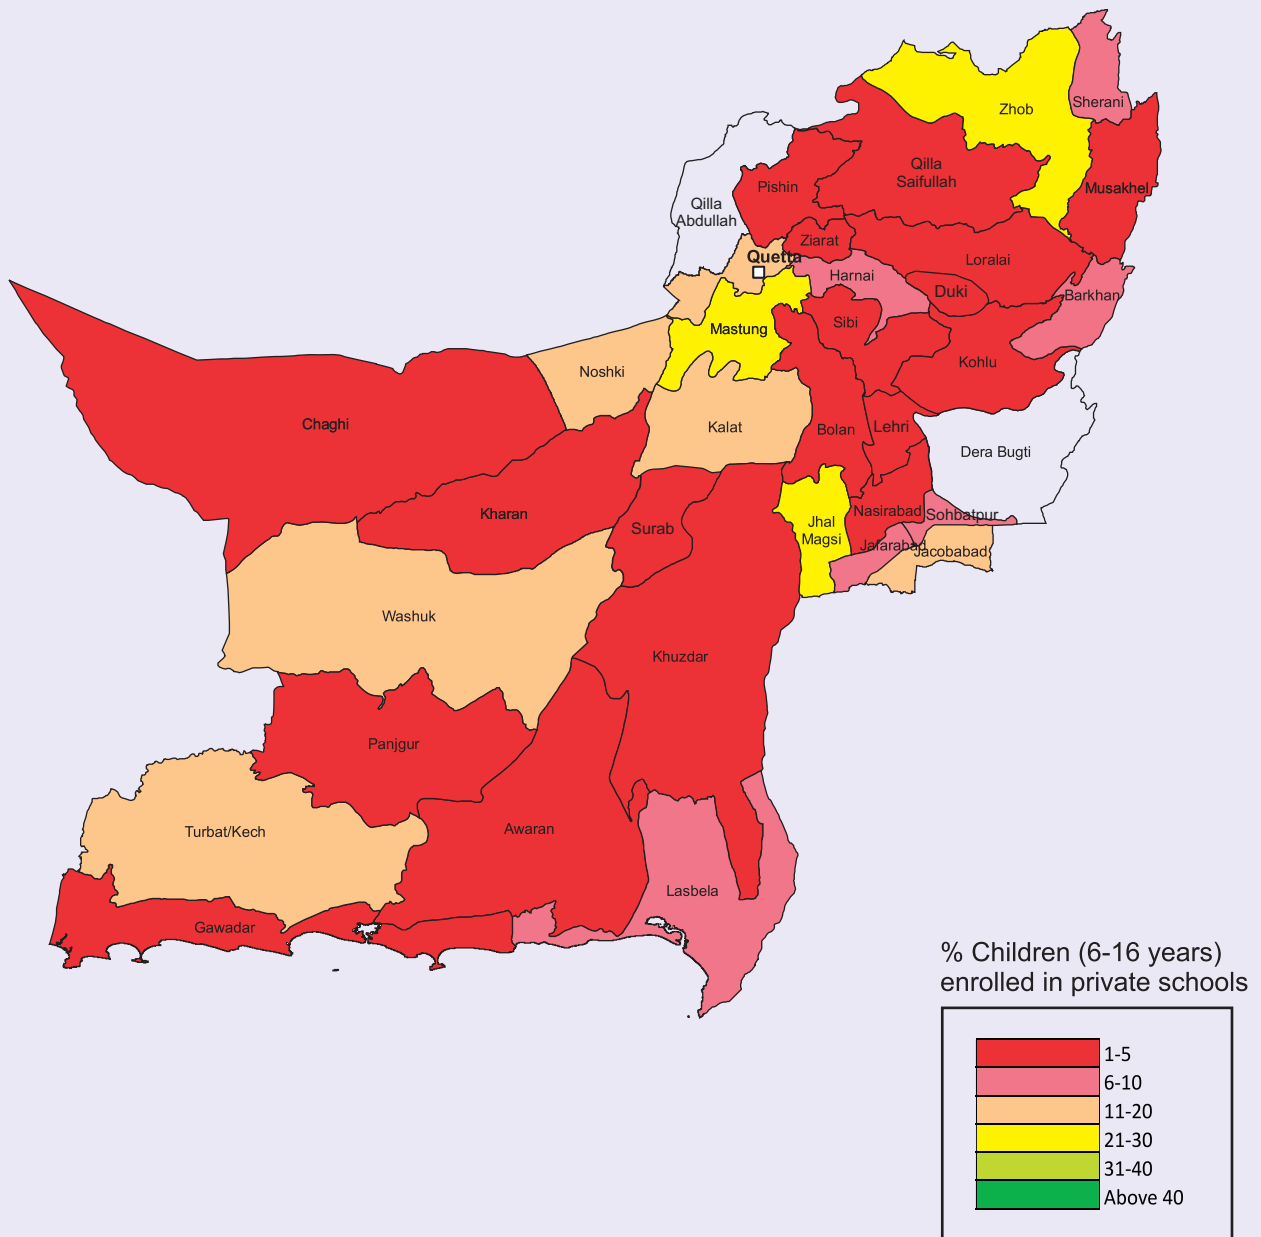 Zhob
Sherani
Qilla
Saifullah
Musakhel
Pishin
Qilla
Abdullah
Ziarat
Quetta
Loralai
Harnai
Duki
Barkhan
Sibi
Mastung
Kohlu
Noshki
Chaghi
Kalat
Bolan
Lehri
Dera Bugti
Kharan
Surab
Jhal
Magsi
Nasirabad
Sohbatpur
Jafarabad
Jacobabad
Washuk
Khuzdar
Panjgur
Turbat/Kech
Awaran
Lasbela
Gawadar
% Children (6-16 years)
enrolled in private schools
1-5
6-10
11-20
21-30
31-40
Above 40